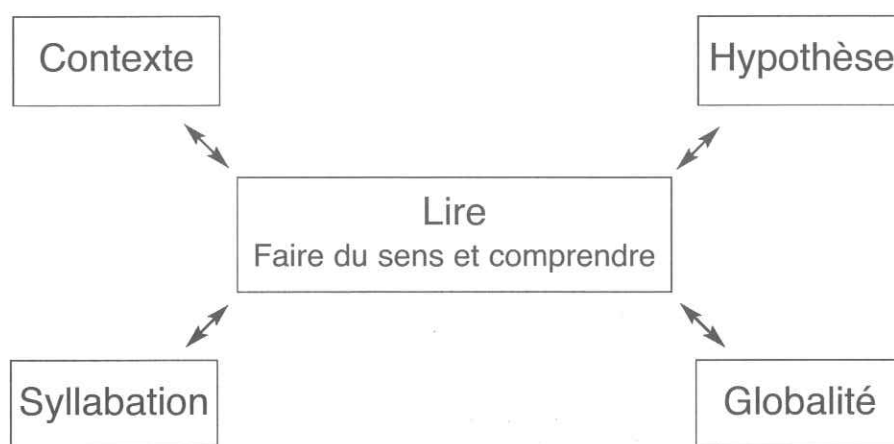 Contexte
Hypothèse
Lire
Faire du sens et comprendre
Syllabation
Globalité